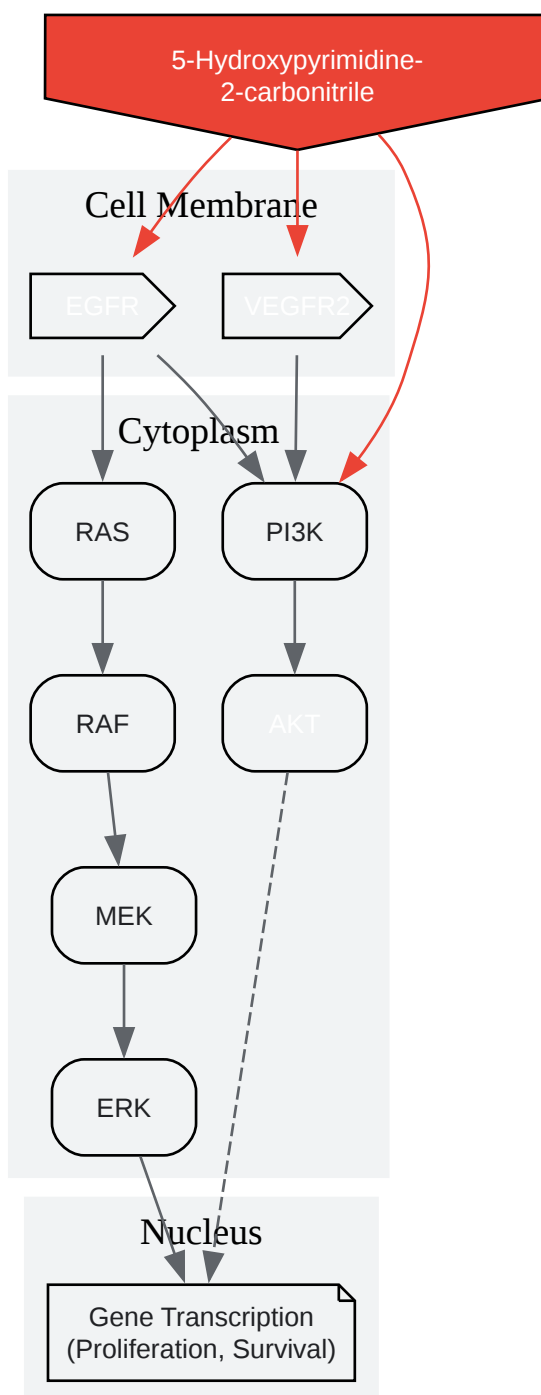 5-Hydroxypyrimidine-
2-carbonitrile
Cell Membrane
EGFR
VEGFR2
Cytoplasm
RAS
PI3K
RAF
AKT
MEK
ERK
Nucleus
Gene Transcription
(Proliferation, Survival)